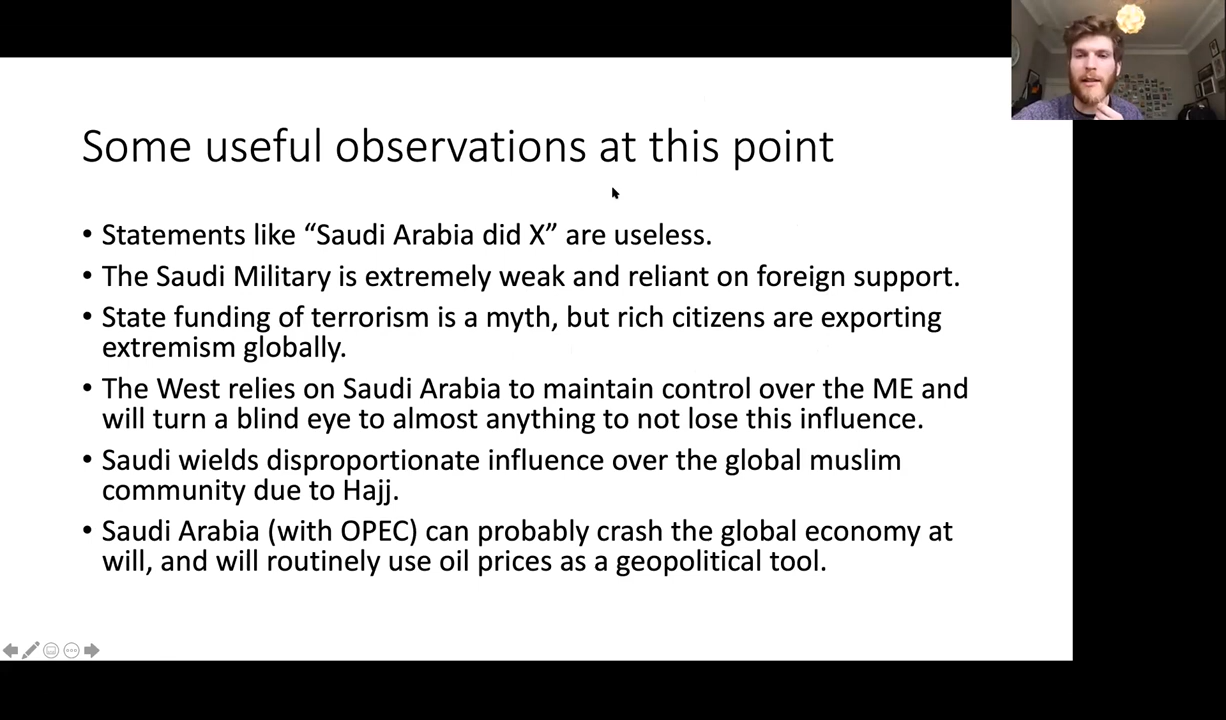 Some useful observations at this point
• Statements like “Saudi Arabia did X” are useless.
• The Saudi Military is extremely weak and reliant on foreign support.
• State funding of terrorism is a myth, but rich citizens are exporting
extremism globally.
• The West relies on Saudi Arabia to maintain control over the ME and
will turn a blind eye to almost anything to not lose this influence.
• Saudi wields disproportionate influence over the global muslim
community due to Hajj.
• Saudi Arabia (with OPEC) can probably crash the global economy at
will, and will routinely use oil prices as a geopolitical tool.